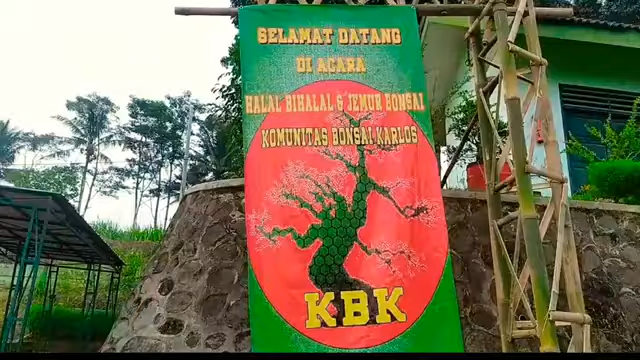 SELAMAT DATANG
DI ACARA
HALAL BIHALAL & JEMUR BONSAI
KOMUNITAS BONSAI KARLOS
KBK